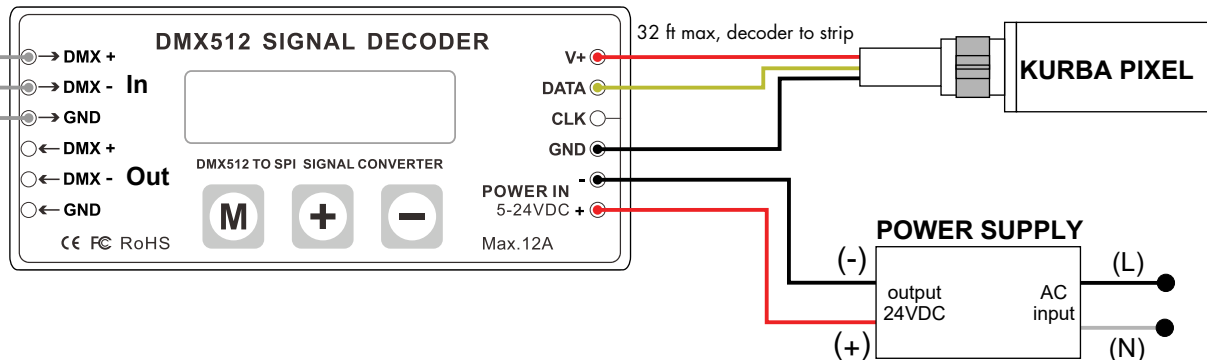 DMX512 SIGNAL DECODER
DMX +
DMX - In
GND
DMX +
DMX - Out
GND
CE FC RoHS
DMX512 TO SPI SIGNAL CONVERTER
M + −
V+
DATA
CLK
GND
-
POWER IN
5-24VDC +
Max.12A
32 ft max, decoder to strip
KURBA PIXEL
POWER SUPPLY
(-)
(+)
output
24VDC
AC
input
(L)
(N)